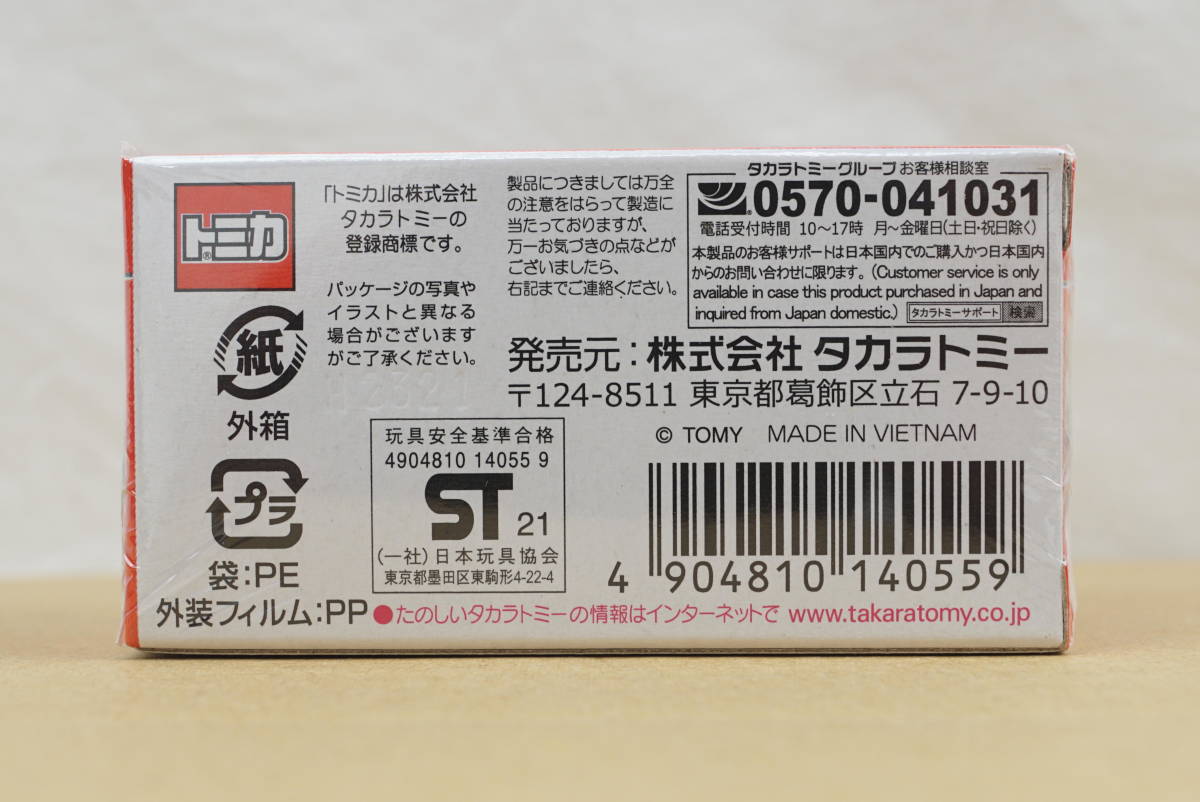 トミカ®
「トミカ」は株式会社
タカラトミーの
登録商標です。
パッケージの写真や
イラストと異なる
場合がございます
がご了承ください。
製品につきましては万全
の注意をはらって製造に
当たっておりますが、
万一お気づきの点などが
ございましたら、
右記までご連絡ください。
タカラトミーグループ お客様相談室
0570-041031
電話受付時間 10〜17時 月〜金曜日(土日・祝日除く)
本製品のお客様サポートは日本国内でのご購入かつ日本国内
からのお問い合わせに限ります。(Customer service is only
available in case this product purchased in Japan and
inquired from Japan domestic.) タカラトミーサポート 検索
発売元：株式会社 タカラトミー
〒124-8511 東京都葛飾区立石 7-9-10
© TOMY MADE IN VIETNAM
紙
外箱
プラ
袋：PE
外装フィルム：PP
玩具安全基準合格
4904810 14055 9
ST 21
(一社)日本玩具協会
東京都墨田区東駒形4-22-4
4 904810 140559
●たのしいタカラトミーの情報はインターネットで www.takaratomy.co.jp